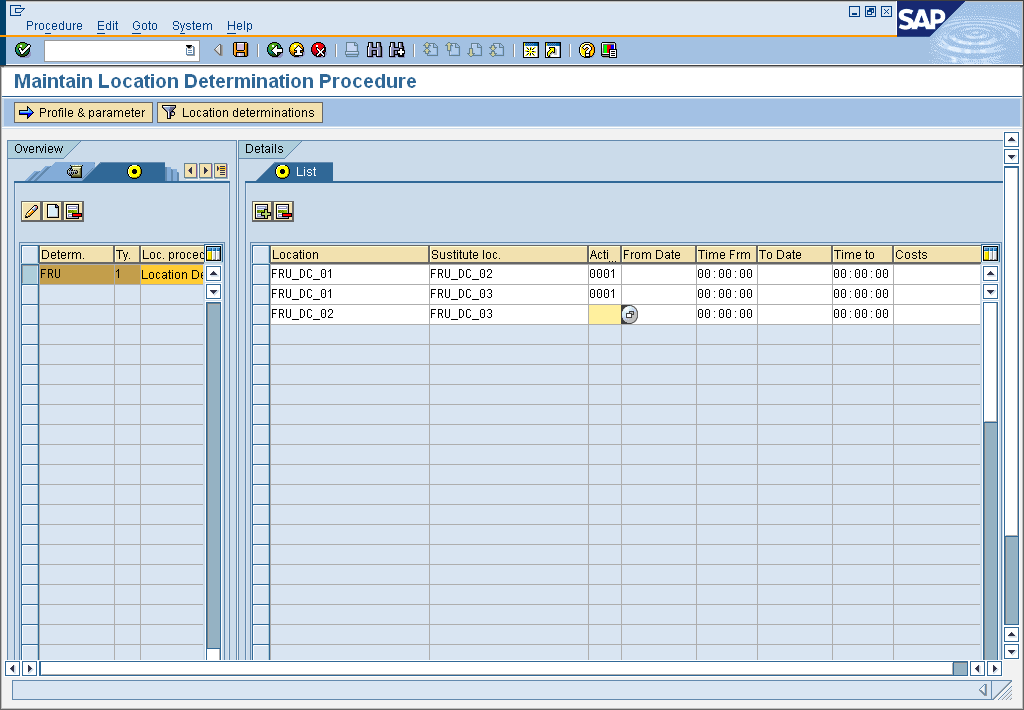 Procedure Edit Goto System Help
SAP
Maintain Location Determination Procedure
Profile & parameter Location determinations
Overview
Details
List
Determ. Ty. Loc. proced
FRU 1 Location De
Location Sustitute loc. Acti... From Date Time Frm To Date Time to Costs
FRU_DC_01 FRU_DC_02 0001 00:00:00 00:00:00
FRU_DC_01 FRU_DC_03 0001 00:00:00 00:00:00
FRU_DC_02 FRU_DC_03 00:00:00 00:00:00